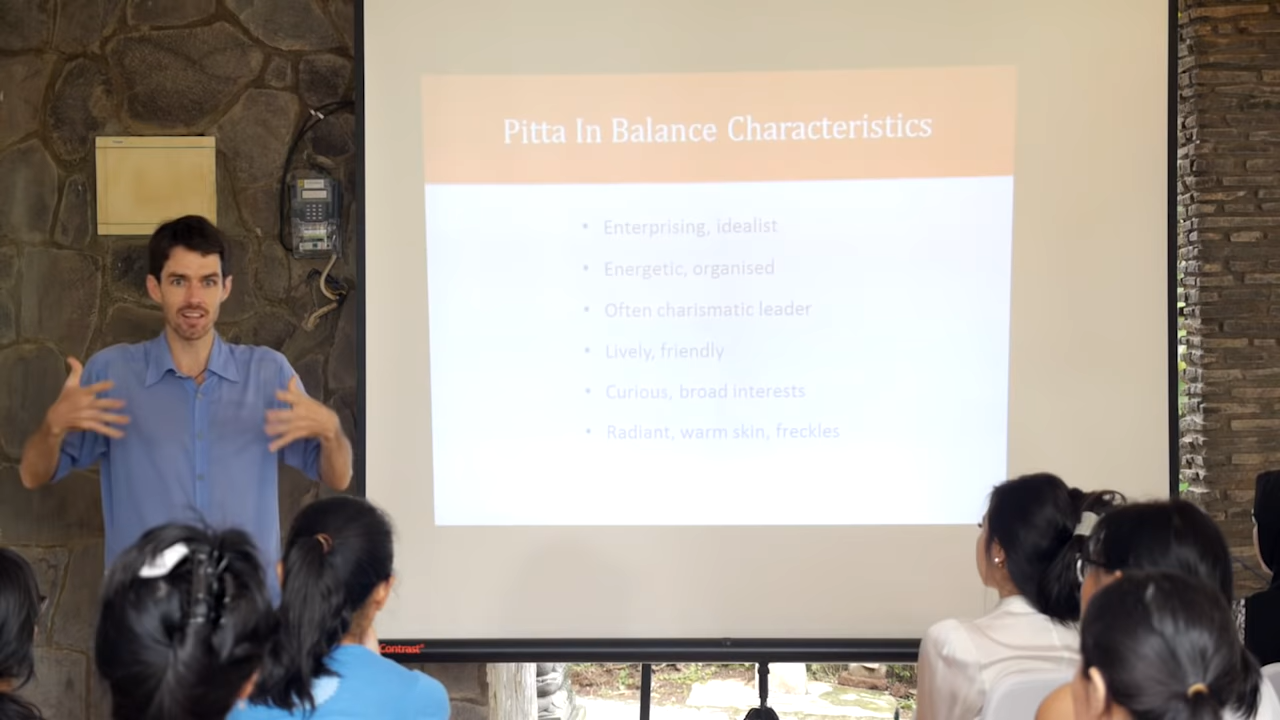 Pitta In Balance Characteristics
• Enterprising, idealist
• Energetic, organised
• Often charismatic leader
• Lively, friendly
• Curious, broad interests
• Radiant, warm skin, freckles
Contrast®